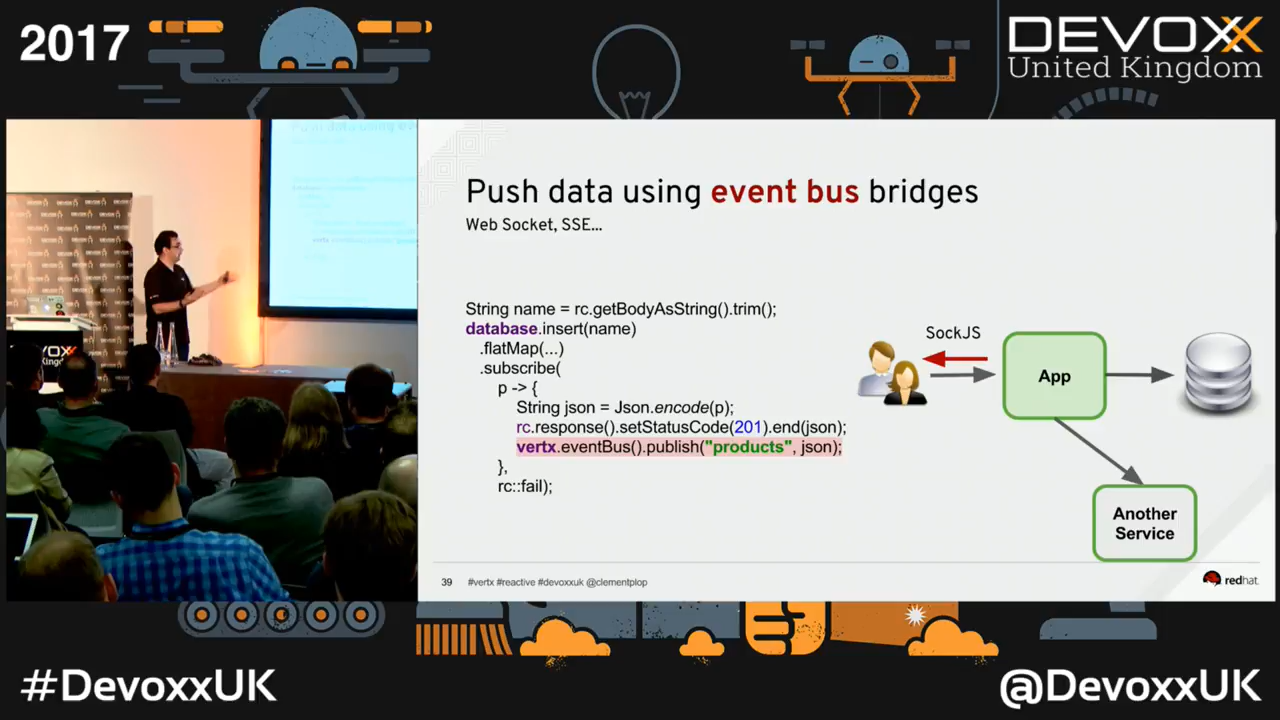 2017
DEVOXX
United Kingdom
Push data using event bus bridges
Web Socket, SSE...
String name = rc.getBodyAsString().trim();
database.insert(name)
.flatMap(...)
.subscribe(
p -> {
String json = Json.encode(p);
rc.response().setStatusCode(201).end(json);
vertx.eventBus().publish("products", json);
},
rc::fail);
SockJS
App
Another
Service
39 #vertx #reactive #devoxxuk @clementplop
redhat.
#DevoxxUK
@DevoxxUK